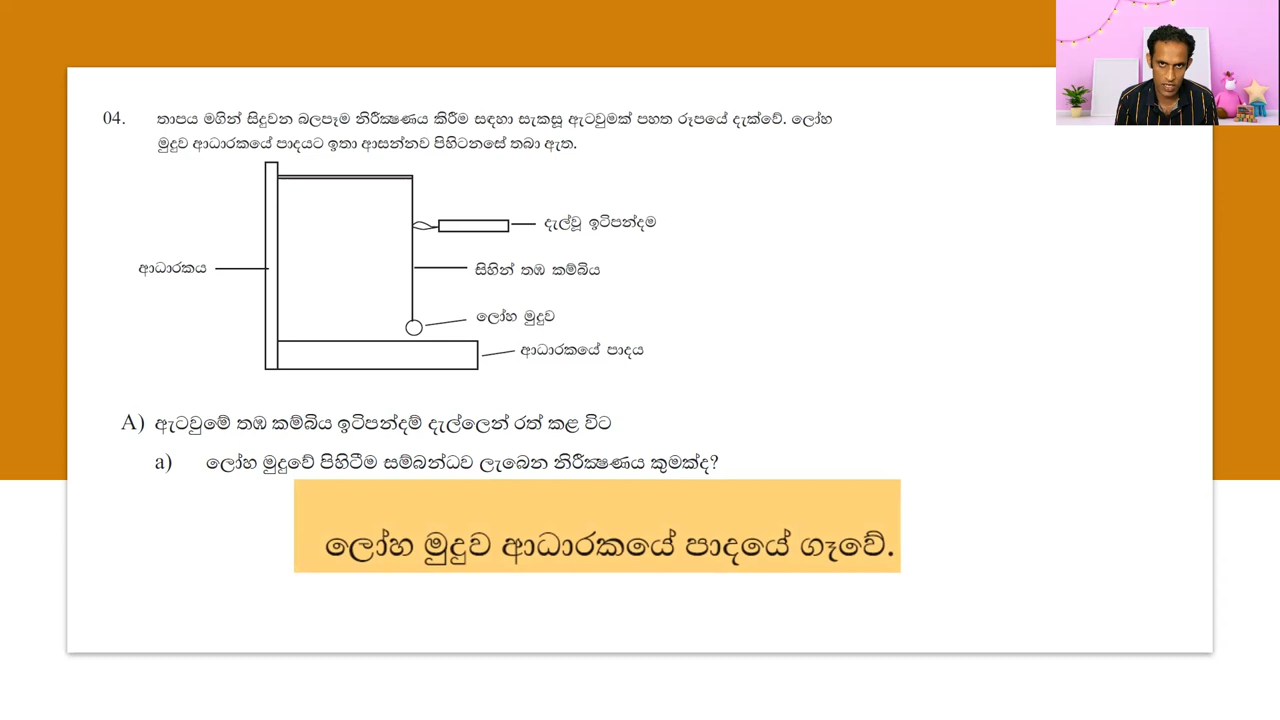 04. තාපය මගින් සිදුවන බලපෑම නිරීක්ෂණය කිරීම සඳහා සැකසූ ඇටවුමක් පහත රූපයේ දැක්වේ. ලෝහ
මුදුව ආධාරකයේ පාදයට ඉතා ආසන්නව පිහිටනසේ තබා ඇත.
දැල්වූ ඉටිපන්දම
ආධාරකය
සිහින් තඹ කම්බිය
ලෝහ මුදුව
ආධාරකයේ පාදය
A) ඇටවුමේ තඹ කම්බිය ඉටිපන්දම් දැල්ලෙන් රත් කළ විට
a) ලෝහ මුදුවේ පිහිටීම සම්බන්ධව ලැබෙන නිරීක්ෂණය කුමක්ද?
ලෝහ මුදුව ආධාරකයේ පාදයේ ගෑවේ.